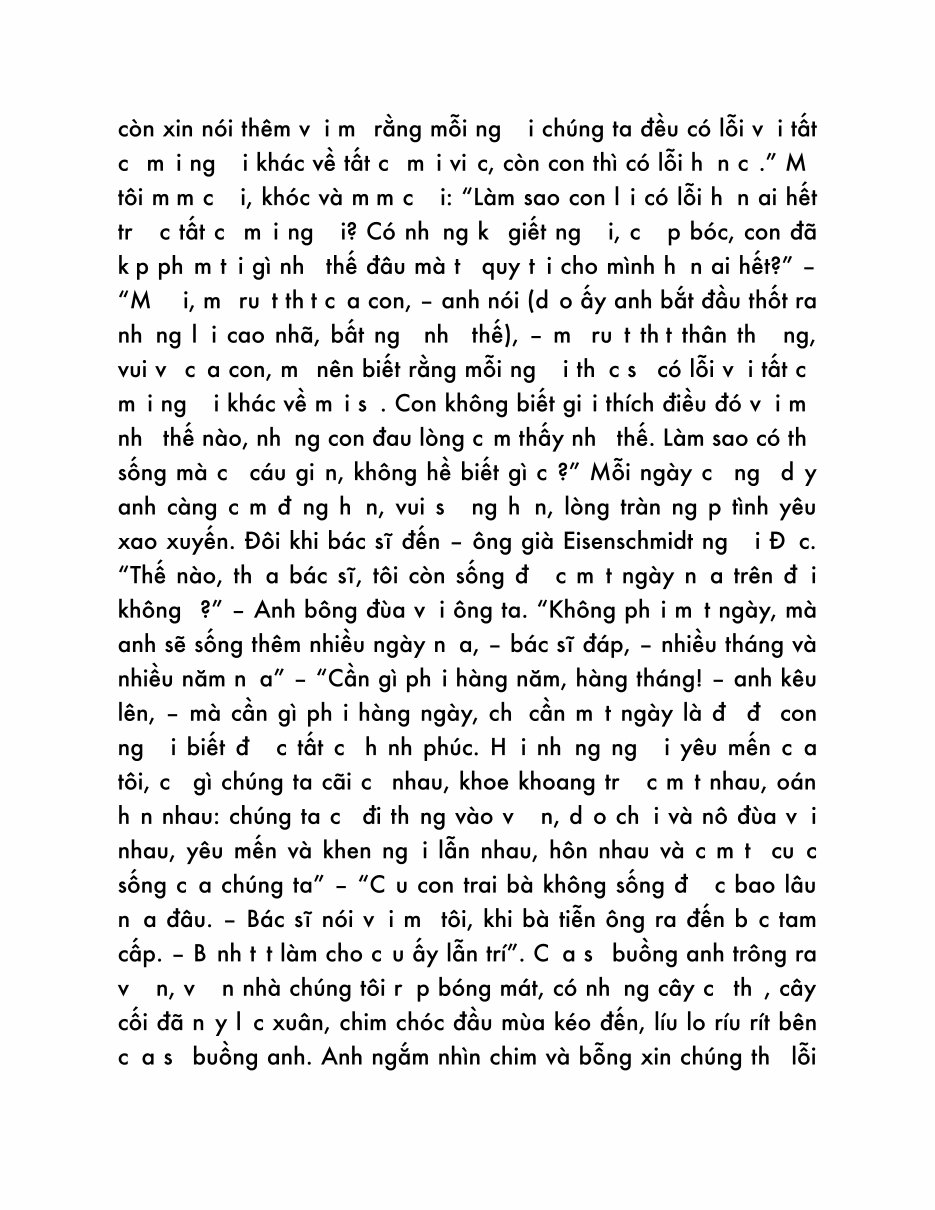 còn xin nói thêm v i m rằng mỗi ng i chúng ta đều có lỗi v i tất
c m i ng i khác về tất c m i vi c, còn con thì có lỗi h n c .” M
tôi m m c i, khóc và m m c i: “Làm sao con l i có lỗi h n ai hết
tr c tất c m i ng i? Có nh ng k giết ng i, c p bóc, con đã
k p ph m t i gì nh thế đâu mà t quy t i cho mình h n ai hết?” –
“M i, m ru t th t c a con, – anh nói (d o ấy anh bắt đầu thốt ra
nh ng l i cao nhã, bất ng nh thế), – m ru t th t thân th ng,
vui v c a con, m nên biết rằng mỗi ng i th c s có lỗi v i tất c
m i ng i khác về m i s . Con không biết gi i thích điều đó v i m
nh thế nào, nh ng con đau lòng c m thấy nh thế. Làm sao có th
sống mà c cáu gi n, không hề biết gì c ?” Mỗi ngày c ng d y
anh càng c m đ ng h n, vui s ng h n, lòng tràn ng p tình yêu
xao xuyến. Đôi khi bác sĩ đến – ông già Eisenschmidt ng i Đ c.
“Thế nào, th a bác sĩ, tôi còn sống đ c m t ngày n a trên đ i
không ?” – Anh bông đùa v i ông ta. “Không ph i m t ngày, mà
anh sẽ sống thêm nhiều ngày n a, – bác sĩ đáp, – nhiều tháng và
nhiều năm n a” – “Cần gì ph i hàng năm, hàng tháng! – anh kêu
lên, – mà cần gì ph i hàng ngày, ch cần m t ngày là đ đ con
ng i biết đ c tất c h nh phúc. H i nh ng ng i yêu mến c a
tôi, c gì chúng ta cãi c nhau, khoe khoang tr c m t nhau, oán
h n nhau: chúng ta c đi th ng vào v n, d o ch i và nô đùa v i
nhau, yêu mến và khen ng i lẫn nhau, hôn nhau và c m t cu c
sống c a chúng ta” – “C u con trai bà không sống đ c bao lâu
n a đâu. – Bác sĩ nói v i m tôi, khi bà tiễn ông ra đến b c tam
cấp. – B nh t t làm cho c u ấy lẫn trí”. C a s buồng anh trông ra
v n, v n nhà chúng tôi r p bóng mát, có nh ng cây c th , cây
cối đã n y l c xuân, chim chóc đầu mùa kéo đến, líu lo ríu rít bên
c a s buồng anh. Anh ngắm nhìn chim và bỗng xin chúng th lỗi